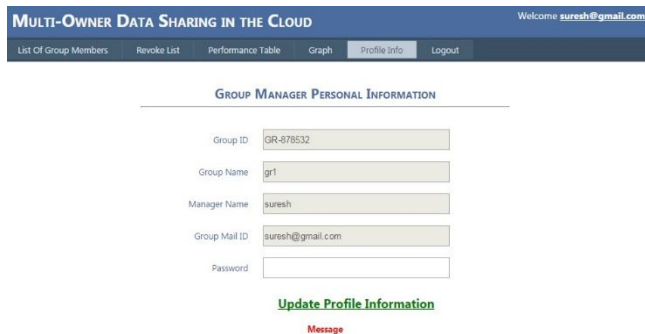 MULTI-OWNER DATA SHARING IN THE CLOUD
Welcome suresh@gmail.com
List Of Group Members Revoke List Performance Table Graph Profile Info Logout
GROUP MANAGER PERSONAL INFORMATION
Group ID GR-878532
Group Name gr1
Manager Name suresh
Group Mail ID suresh@gmail.com
Password
Update Profile Information
Message